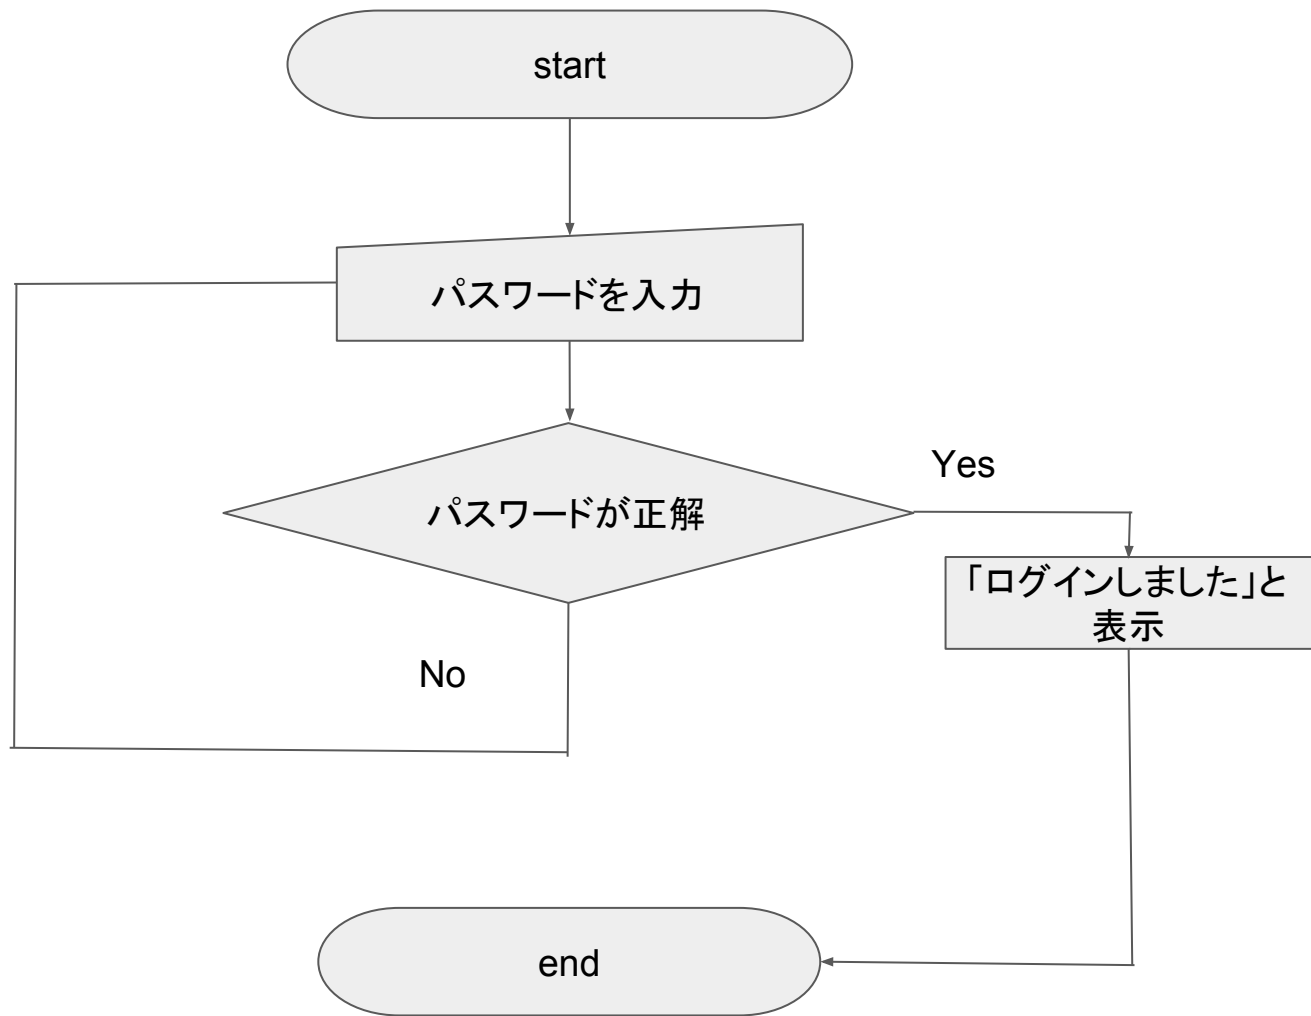 start
パスワードを入力
パスワードが正解
Yes
「ログインしました」と
表示
No
end